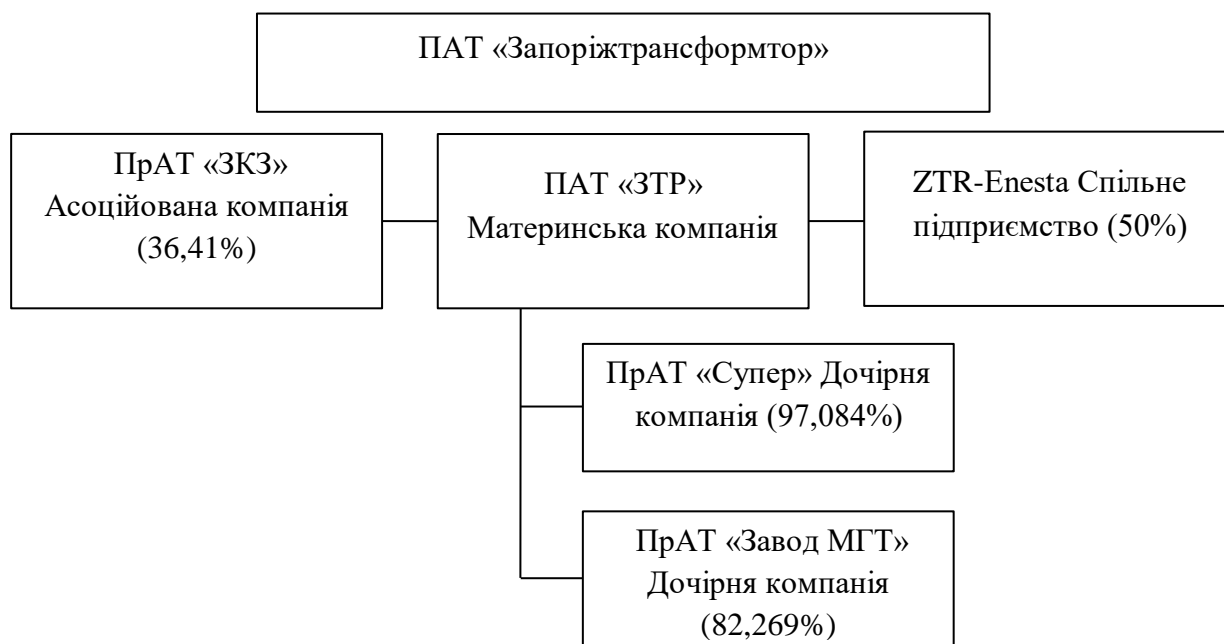 ПАТ «Запоріжтрансформтор»
ПрАТ «ЗКЗ»
Асоційована компанія
(36,41%)
ПАТ «ЗТР»
Материнська компанія
ZTR-Enesta Спільне
підприємство (50%)
ПрАТ «Супер» Дочірня
компанія (97,084%)
ПрАТ «Завод МГТ»
Дочірня компанія
(82,269%)